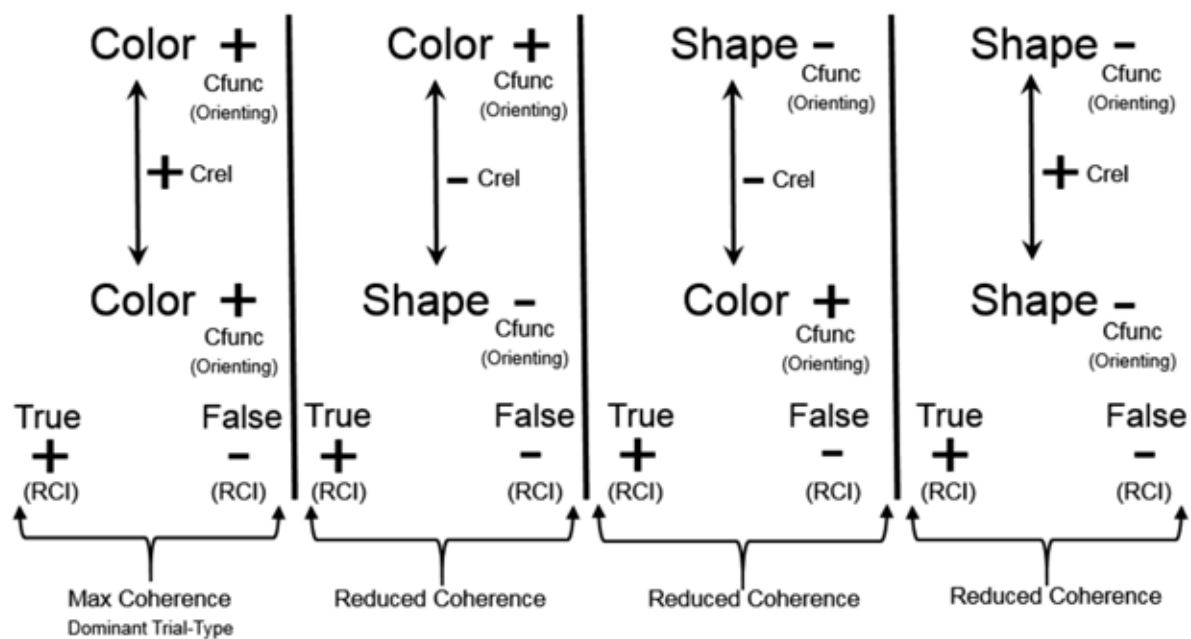 Color +
Cfunc
(Orienting)
+ Crel
Color +
Cfunc
(Orienting)
True False
+ -
(RCI) (RCI)
Max Coherence
Dominant Trial-Type
Color +
Cfunc
(Orienting)
- Crel
Shape -
Cfunc
(Orienting)
True False
+ -
(RCI) (RCI)
Reduced Coherence
Shape -
Cfunc
(Orienting)
- Crel
Color +
Cfunc
(Orienting)
True False
+ -
(RCI) (RCI)
Reduced Coherence
Shape -
Cfunc
(Orienting)
+ Crel
Shape -
Cfunc
(Orienting)
True False
+ -
(RCI) (RCI)
Reduced Coherence